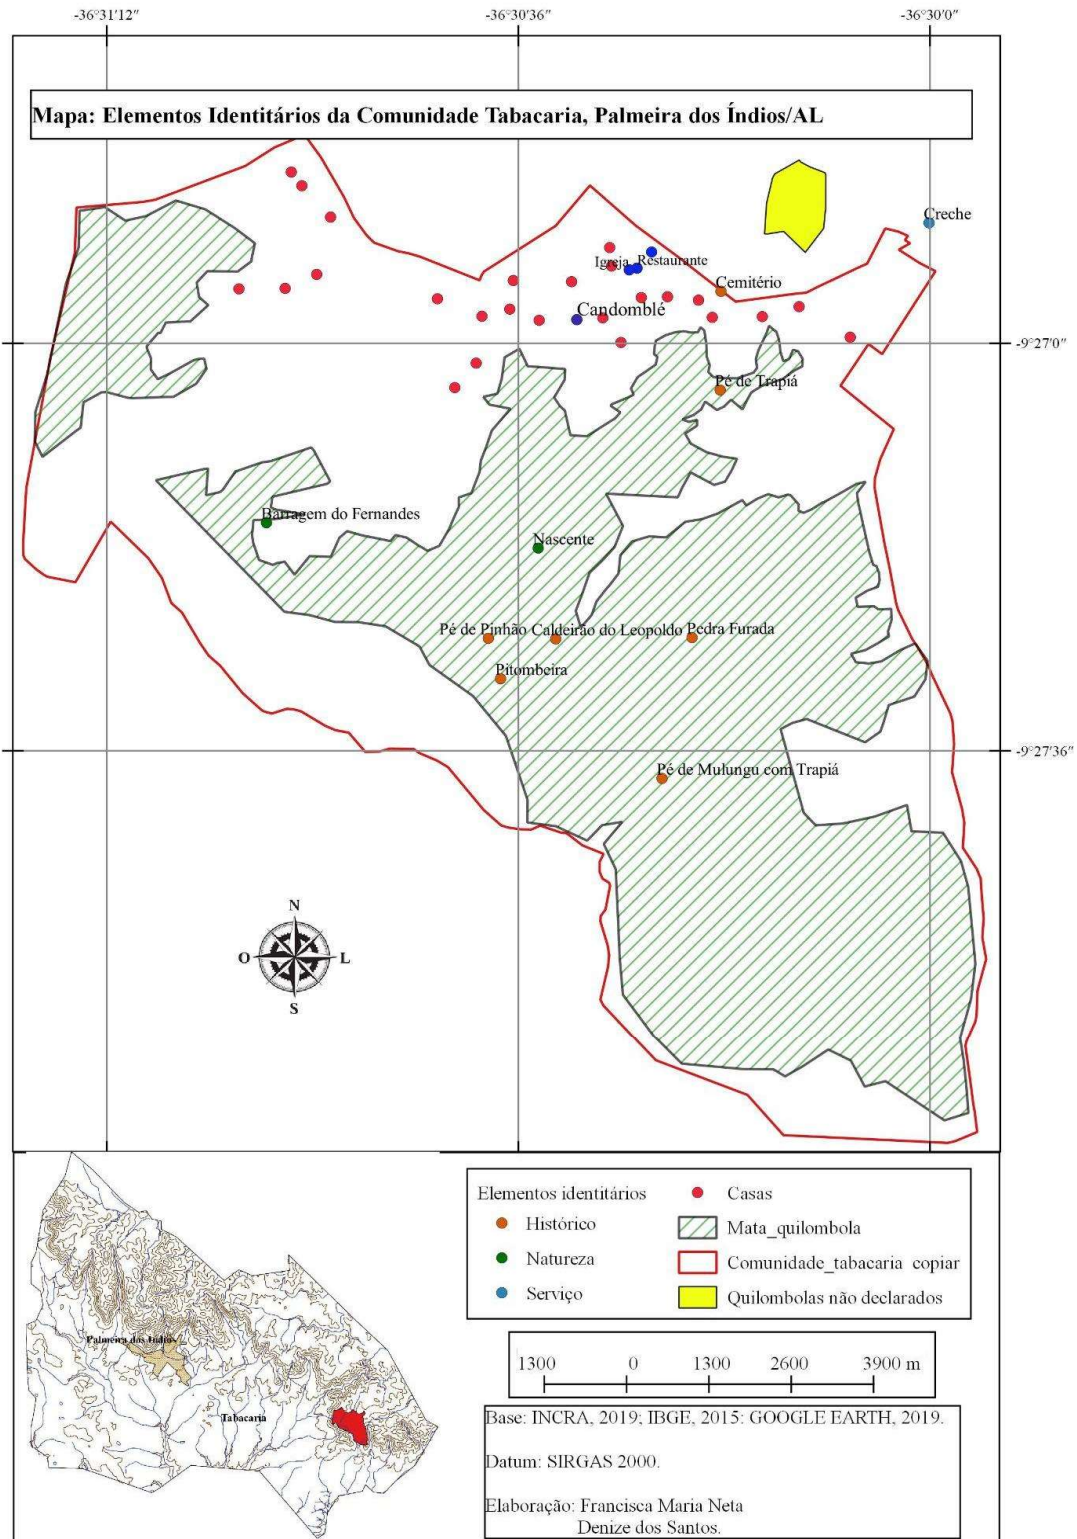 -36°31'12" -36°30'36" -36°30'0"
Mapa: Elementos Identitários da Comunidade Tabacaria, Palmeira dos Índios/AL
Creche
Igreja Restaurante
Cemitério
Candomblé
-9°27'0"
Pé de Trapiá
Barragem do Fernandes
Nascente
Pé de Pinhão Caldeirão do Leopoldo Pedra Furada
Pitombeira
-9°27'36"
Pé de Mulungu com Trapiá
N
O L
S
Palmeira dos Índios
Tabacaria
Elementos identitários
Histórico
Natureza
Serviço
Casas
Mata_quilombola
Comunidade_tabacaria copiar
Quilombolas não declarados
1300 0 1300 2600 3900 m
Base: INCRA, 2019; IBGE, 2015: GOOGLE EARTH, 2019.
Datum: SIRGAS 2000.
Elaboração: Francisca Maria Neta
Denize dos Santos.